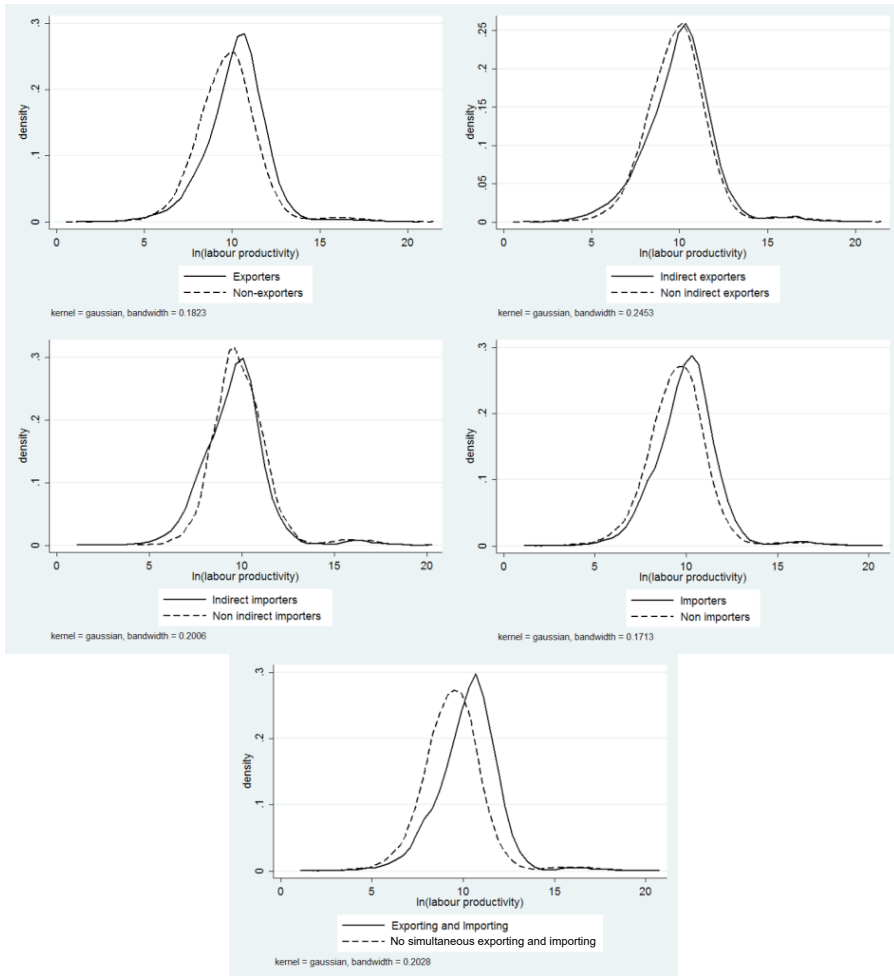 .3
.2
.1
0
density
0
5
10
15
20
ln(labour productivity)
Exporters
Non-exporters
kernel = gaussian, bandwidth = 0.1823
.25
.2
.15
.1
.05
0
density
0
5
10
15
20
ln(labour productivity)
Indirect exporters
Non indirect exporters
kernel = gaussian, bandwidth = 0.2453
.3
.2
.1
0
density
0
5
10
15
20
ln(labour productivity)
Indirect importers
Non indirect importers
kernel = gaussian, bandwidth = 0.2006
.3
.2
.1
0
density
0
5
10
15
20
ln(labour productivity)
Importers
Non importers
kernel = gaussian, bandwidth = 0.1713
.3
.2
.1
0
density
0
5
10
15
20
ln(labour productivity)
Exporting and Importing
No simultaneous exporting and importing
kernel = gaussian, bandwidth = 0.2028